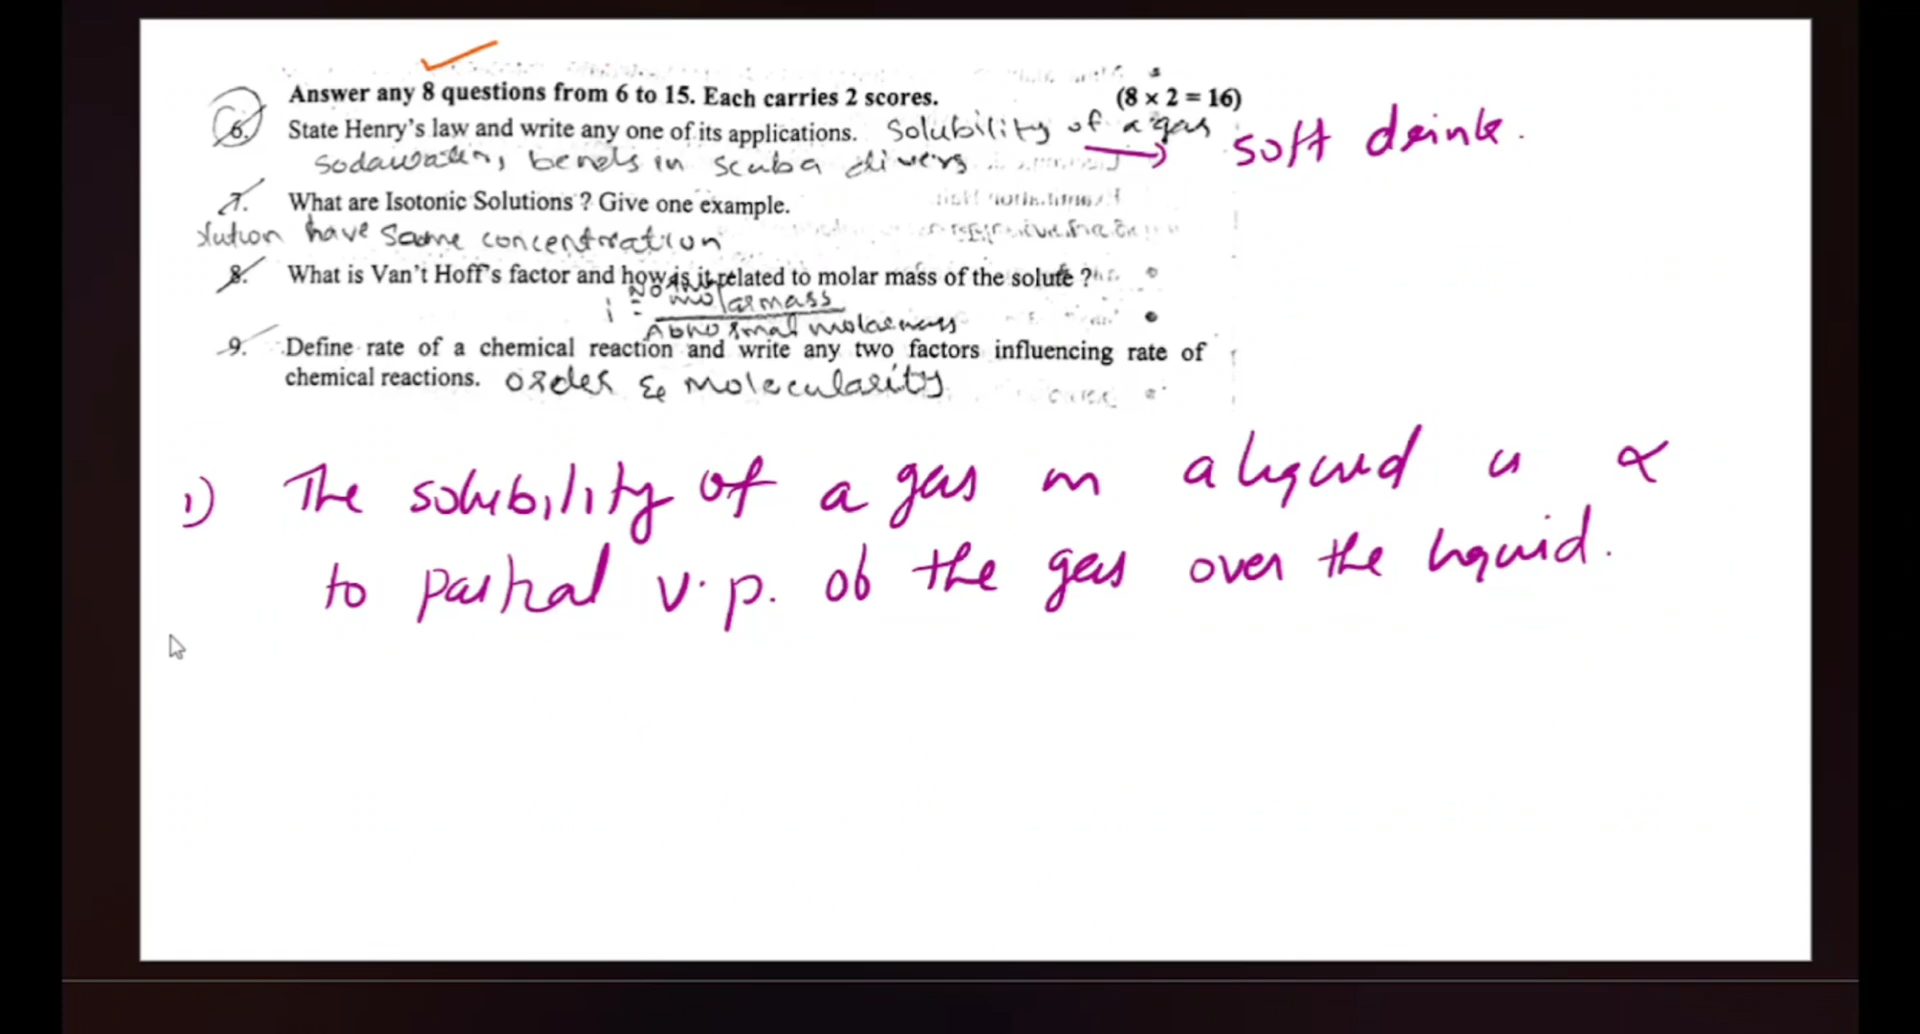 Answer any 8 questions from 6 to 15. Each carries 2 scores. (8 × 2 = 16)
6. State Henry's law and write any one of its applications. Solubility of a gas soft drink.
sodawater, bends in scuba divers
7. What are Isotonic Solutions ? Give one example.
lution have same concentration
8. What is Van't Hoff's factor and how is it related to molar mass of the solute ?
i = Normal molarmass
Abnormal molarmass
9. Define rate of a chemical reaction and write any two factors influencing rate of
chemical reactions. order & molecularity
1) The solubility of a gas in a liquid is ∝
to partial v.p. of the gas over the liquid.